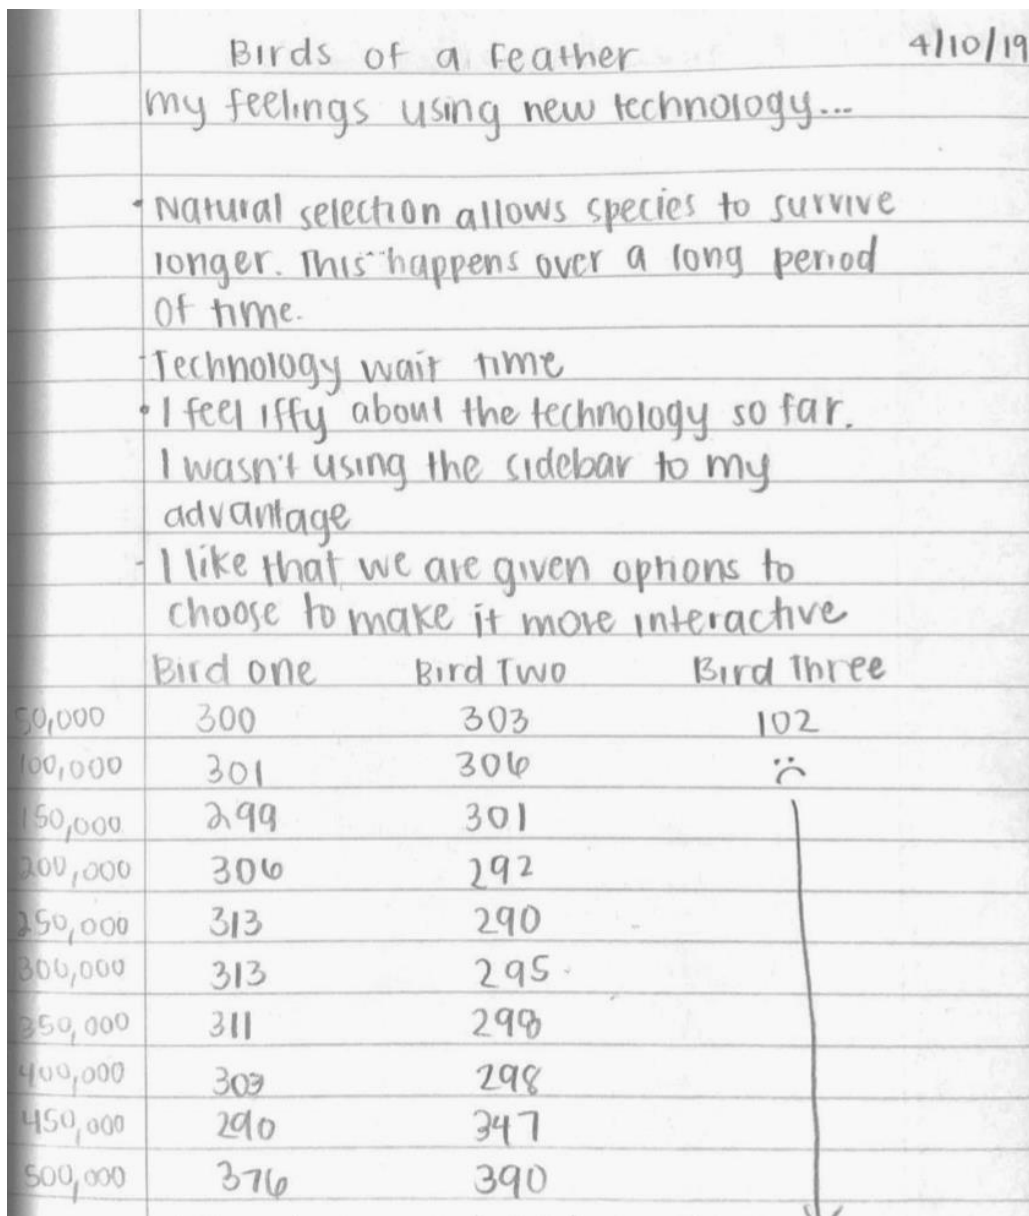 Birds of a Feather 4/10/19
my feelings using new technology...
• Natural selection allows species to survive
longer. This happens over a long period
of time.
- Technology wait time
• I feel iffy about the technology so far.
I wasn't using the sidebar to my
advantage
- I like that we are given options to
choose to make it more interactive
Bird one Bird Two Bird Three
50,000 300 303 102
100,000 301 306 :(
150,000 299 301
200,000 306 292
250,000 313 290
300,000 313 295
350,000 311 298
400,000 303 298
450,000 290 347
500,000 376 390